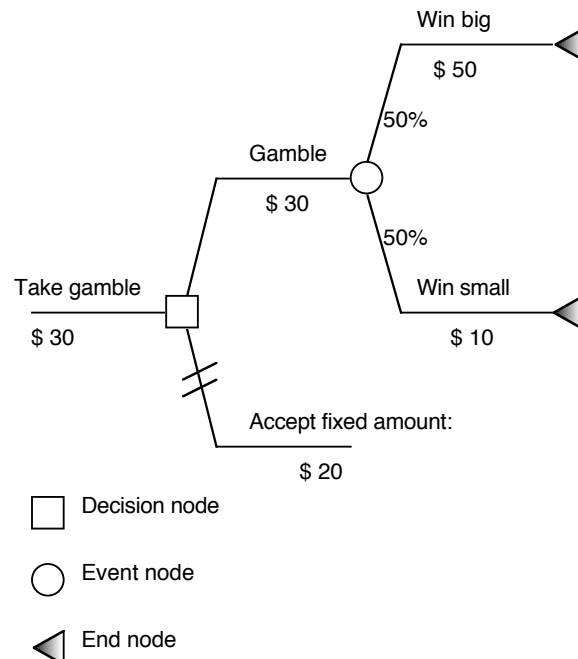 Win big
$ 50
50%
Gamble
$ 30
50%
Take gamble
$ 30
Win small
$ 10
Accept fixed amount:
$ 20
Decision node
Event node
End node